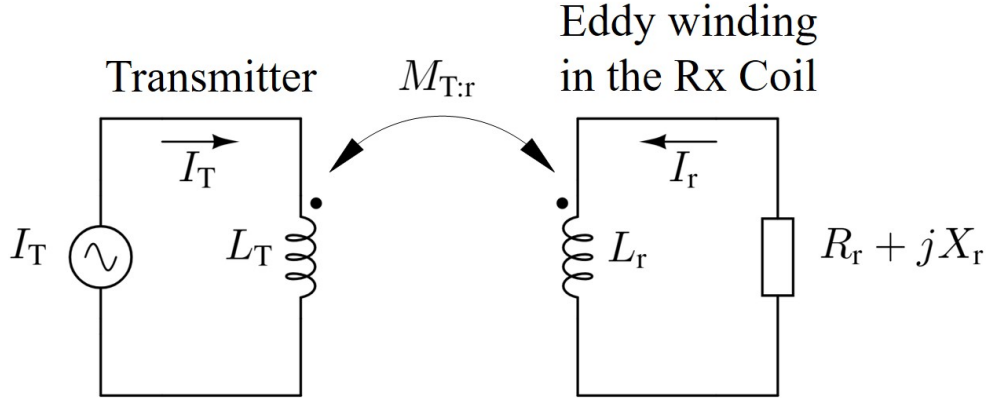 Transmitter
M_T:r
Eddy winding
in the Rx Coil
I_T
I_r
I_T
L_T
L_r
R_r + jX_r